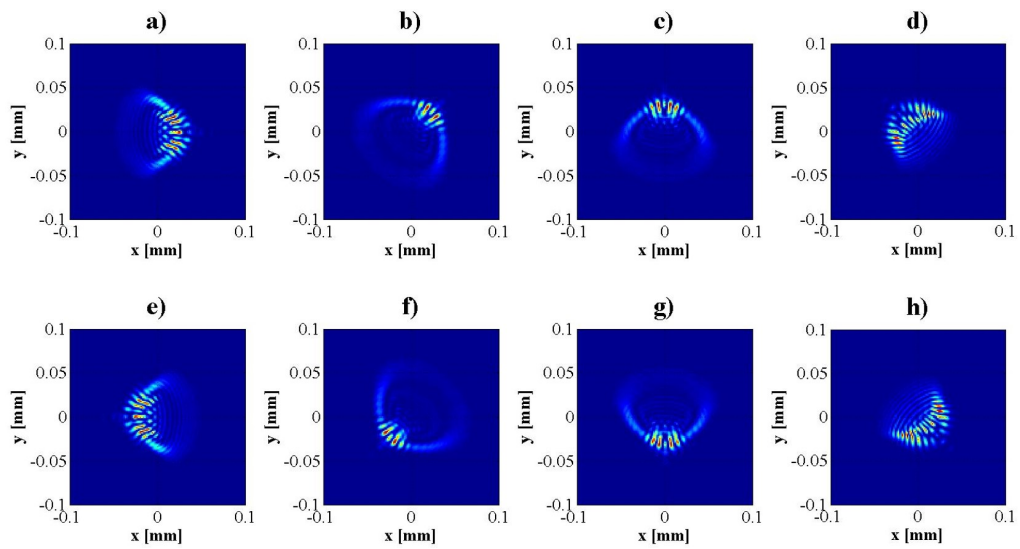 a) b) c) d)
0.1 0.1 0.1 0.1
0.05 0.05 0.05 0.05
y [mm] 0 y [mm] 0 y [mm] 0 y [mm] 0
-0.05 -0.05 -0.05 -0.05
-0.1 -0.1 -0.1 -0.1
-0.1 0 0.1 -0.1 0 0.1 -0.1 0 0.1 -0.1 0 0.1
x [mm] x [mm] x [mm] x [mm]
e) f) g) h)
0.1 0.1 0.1 0.1
0.05 0.05 0.05 0.05
y [mm] 0 y [mm] 0 y [mm] 0 y [mm] 0
-0.05 -0.05 -0.05 -0.05
-0.1 -0.1 -0.1 -0.1
-0.1 0 0.1 -0.1 0 0.1 -0.1 0 0.1 -0.1 0 0.1
x [mm] x [mm] x [mm] x [mm]